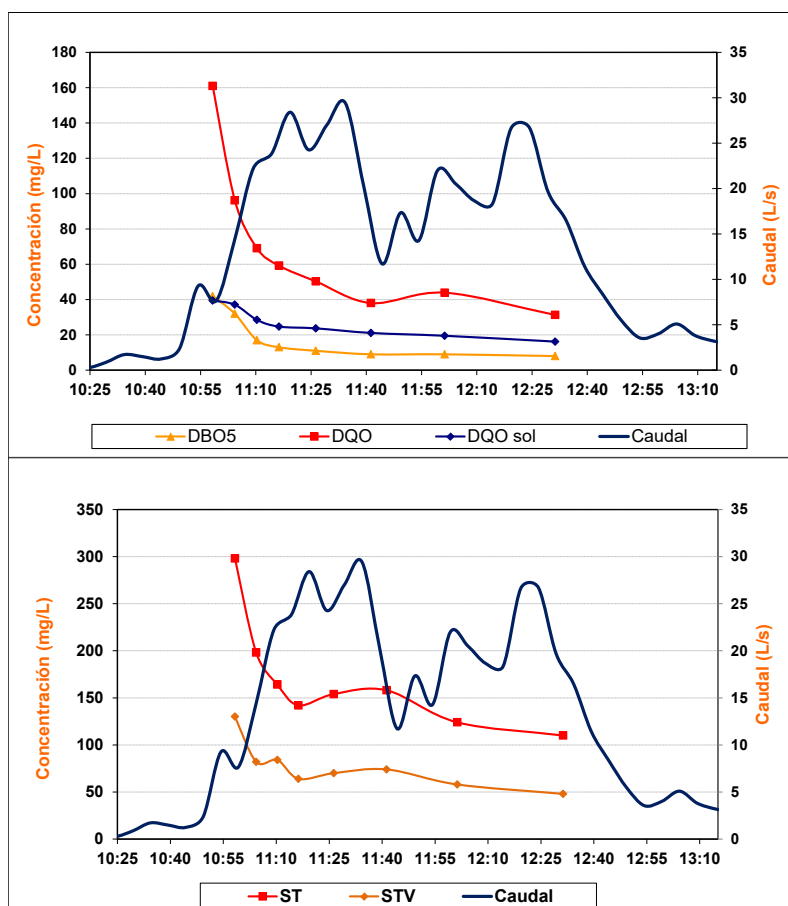 180 35
160 30
140 25
120
100 20
80 15
60 10
40
20 5
0 0
Concentración (mg/L)
Caudal (L/s)
10:25 10:40 10:55 11:10 11:25 11:40 11:55 12:10 12:25 12:40 12:55 13:10
DBO5 DQO DQO sol Caudal
350 35
300 30
250 25
200 20
150 15
100 10
50 5
0 0
Concentración (mg/L)
Caudal (L/s)
10:25 10:40 10:55 11:10 11:25 11:40 11:55 12:10 12:25 12:40 12:55 13:10
ST STV Caudal